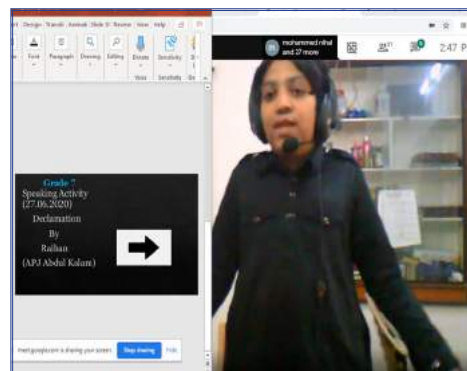 Design Transiti Animati Slide S Review View Help
Font Paragraph Drawing Editing Dictate Sensitivity
Voice Sensitivity
mohammed nihal
and 27 more
2:47 P
Grade 7
Speaking Activity
(27.06.2020)
Declamation
By
Raihan
(APJ Abdul Kalam)
meet.google.com is sharing your screen. Stop sharing Hide